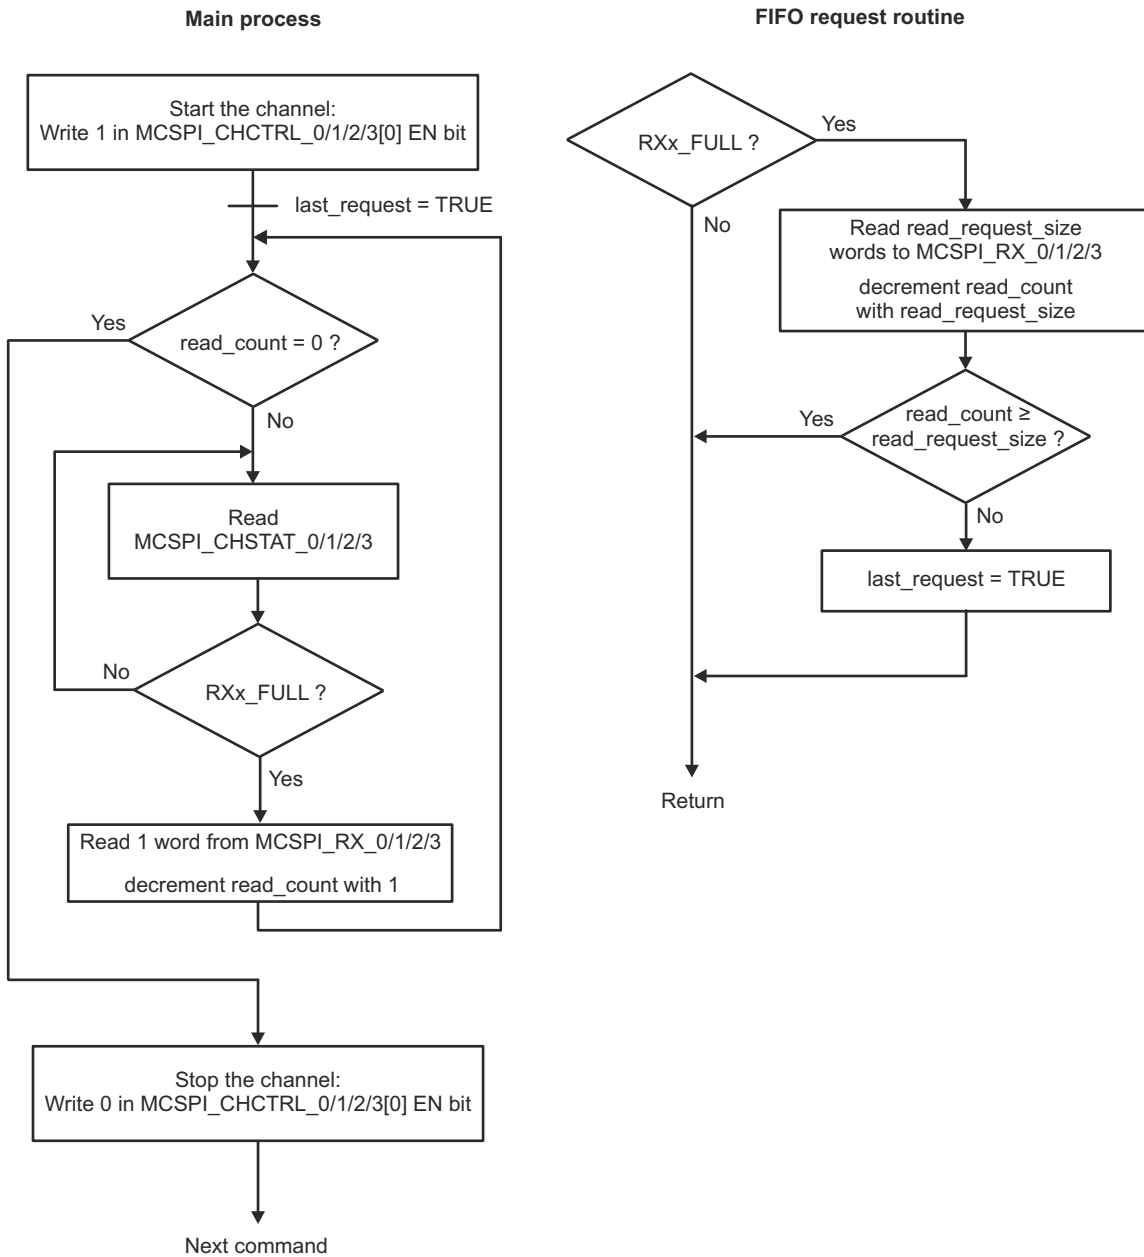 Main process
Start the channel:
Write 1 in MCSPI_CHCTRL_0/1/2/3[0] EN bit
last_request = TRUE
Yes
read_count = 0 ?
No
Read
MCSPI_CHSTAT_0/1/2/3
No
RXx_FULL ?
Yes
Read 1 word from MCSPI_RX_0/1/2/3
decrement read_count with 1
Stop the channel:
Write 0 in MCSPI_CHCTRL_0/1/2/3[0] EN bit
Next command
FIFO request routine
RXx_FULL ?
Yes
No
Read read_request_size
words to MCSPI_RX_0/1/2/3
decrement read_count
with read_request_size
Yes
read_count ≥
read_request_size ?
No
last_request = TRUE
Return